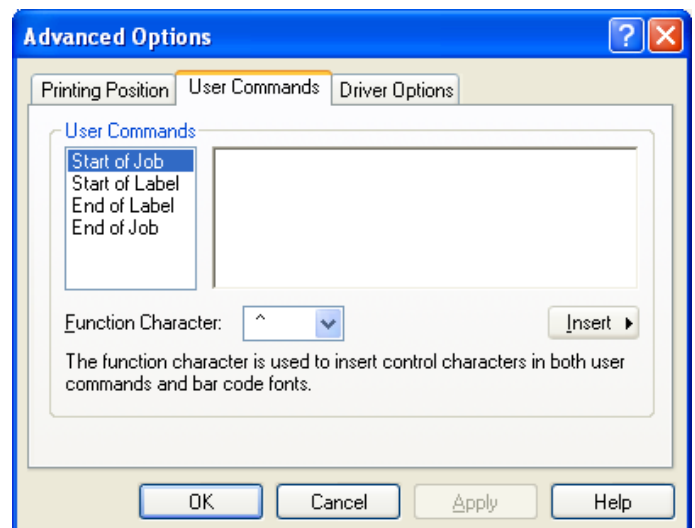 Advanced Options
Printing Position User Commands Driver Options
User Commands
Start of Job
Start of Label
End of Label
End of Job
Function Character: ^ Insert
The function character is used to insert control characters in both user
commands and bar code fonts.
OK Cancel Apply Help